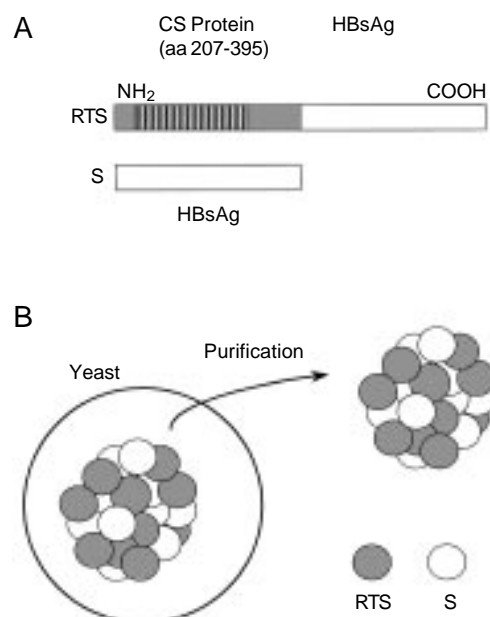 A
CS Protein
(aa 207-395)
HBsAg
NH2
COOH
RTS
S
HBsAg
B
Purification
Yeast
RTS
S